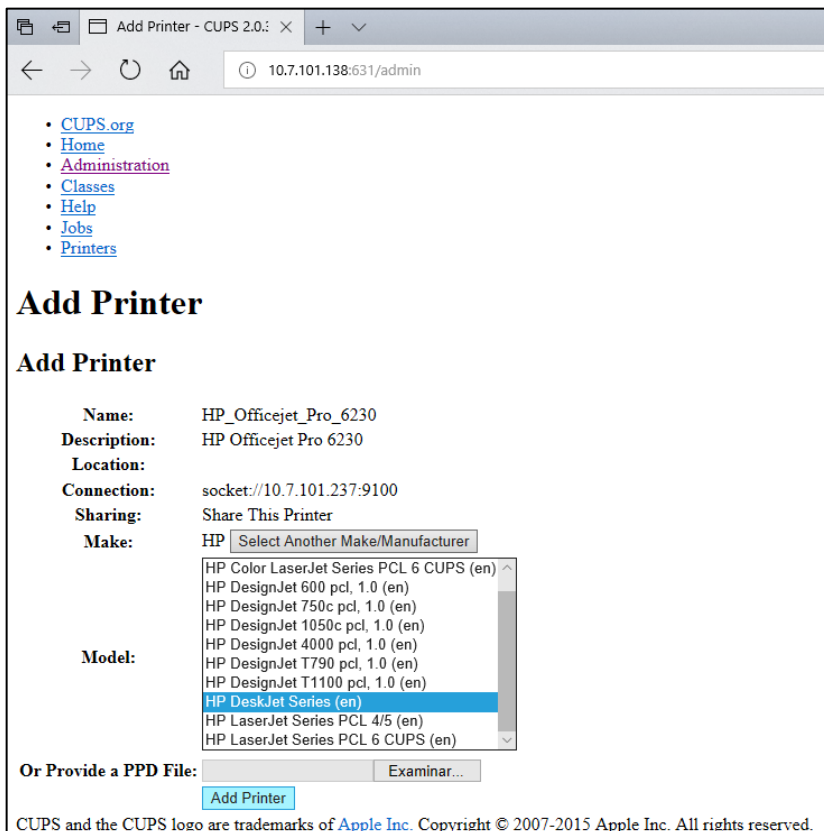 Add Printer - CUPS 2.0.
10.7.101.138:631/admin
• CUPS.org
• Home
• Administration
• Classes
• Help
• Jobs
• Printers
Add Printer
Add Printer
Name: HP_Officejet_Pro_6230
Description: HP Officejet Pro 6230
Location:
Connection: socket://10.7.101.237:9100
Sharing: Share This Printer
Make: HP Select Another Make/Manufacturer
Model:
HP Color LaserJet Series PCL 6 CUPS (en)
HP DesignJet 600 pcl, 1.0 (en)
HP DesignJet 750c pcl, 1.0 (en)
HP DesignJet 1050c pcl, 1.0 (en)
HP DesignJet 4000 pcl, 1.0 (en)
HP DesignJet T790 pcl, 1.0 (en)
HP DesignJet T1100 pcl, 1.0 (en)
HP DeskJet Series (en)
HP LaserJet Series PCL 4/5 (en)
HP LaserJet Series PCL 6 CUPS (en)
Or Provide a PPD File: Examinar...
Add Printer
CUPS and the CUPS logo are trademarks of Apple Inc. Copyright © 2007-2015 Apple Inc. All rights reserved.